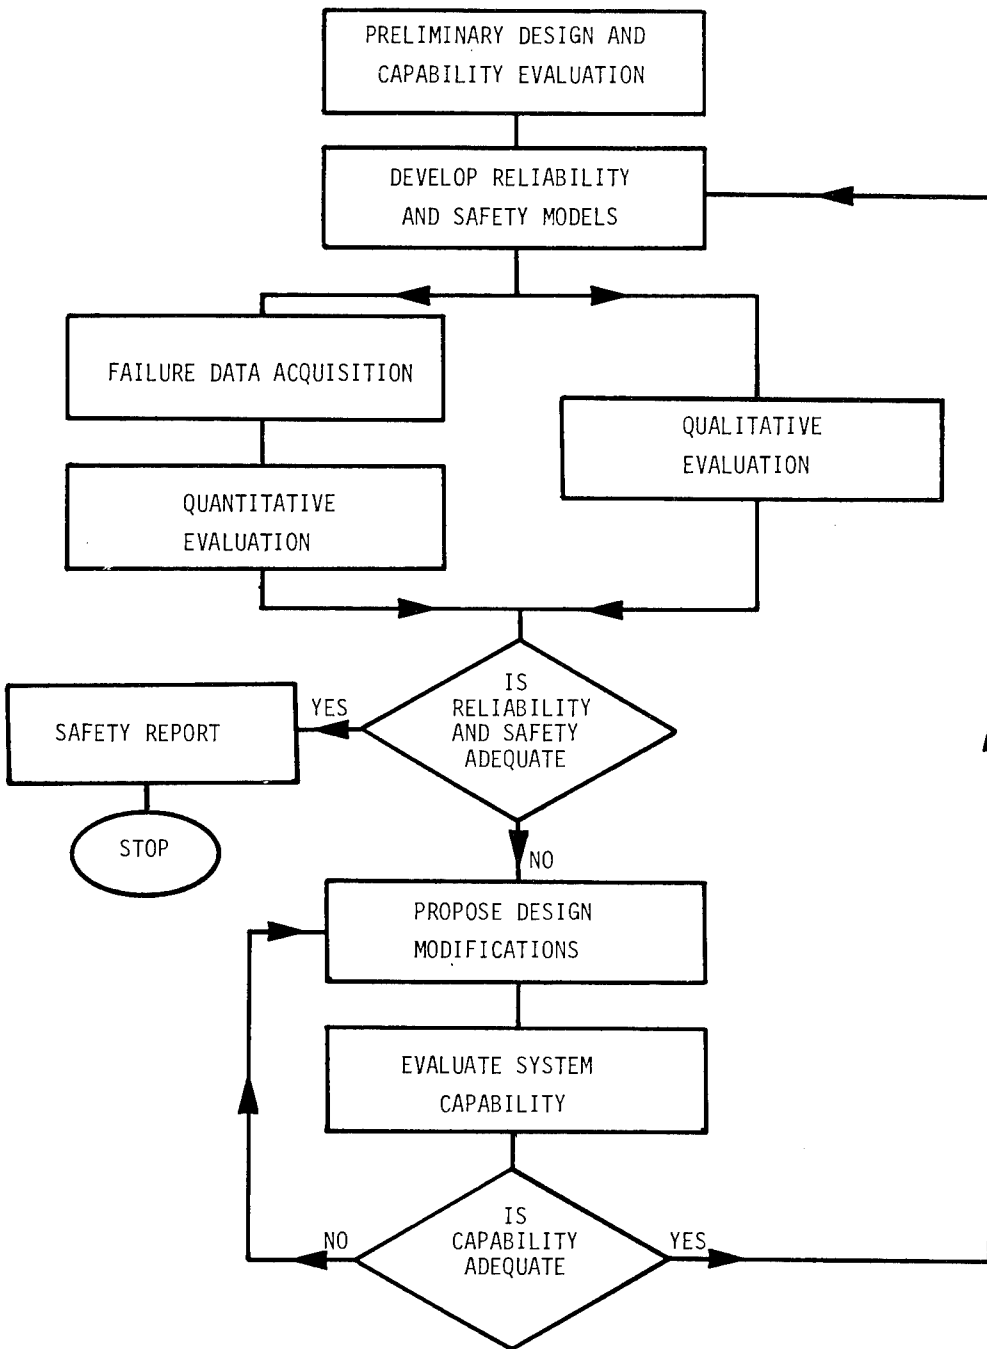 PRELIMINARY DESIGN AND
CAPABILITY EVALUATION
DEVELOP RELIABILITY
AND SAFETY MODELS
FAILURE DATA ACQUISITION
QUALITATIVE
EVALUATION
QUANTITATIVE
EVALUATION
IS
RELIABILITY
AND SAFETY
ADEQUATE
YES
SAFETY REPORT
STOP
NO
PROPOSE DESIGN
MODIFICATIONS
EVALUATE SYSTEM
CAPABILITY
IS
CAPABILITY
ADEQUATE
NO
YES